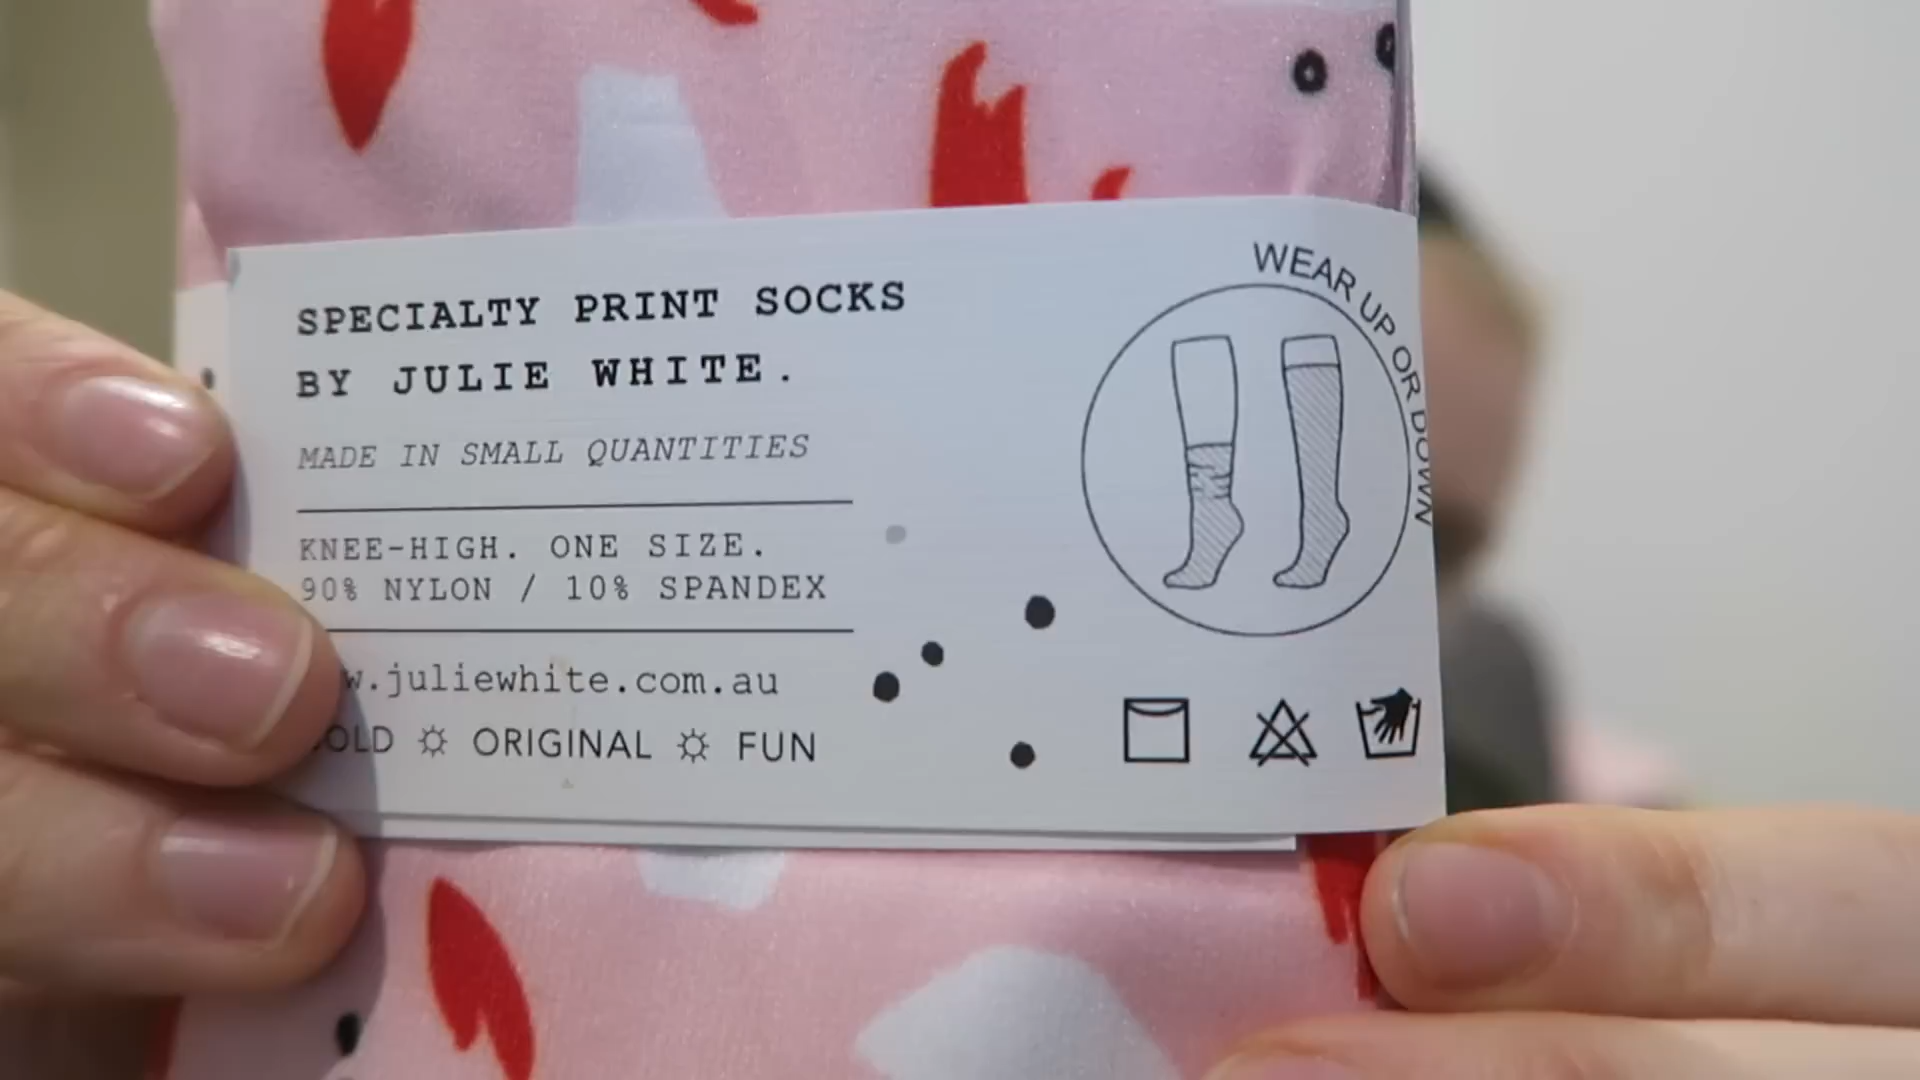 SPECIALTY PRINT SOCKS
BY JULIE WHITE.
MADE IN SMALL QUANTITIES
KNEE-HIGH. ONE SIZE.
90% NYLON / 10% SPANDEX
w.juliewhite.com.au
OLD ☼ ORIGINAL ☼ FUN
WEAR UP OR DOWN